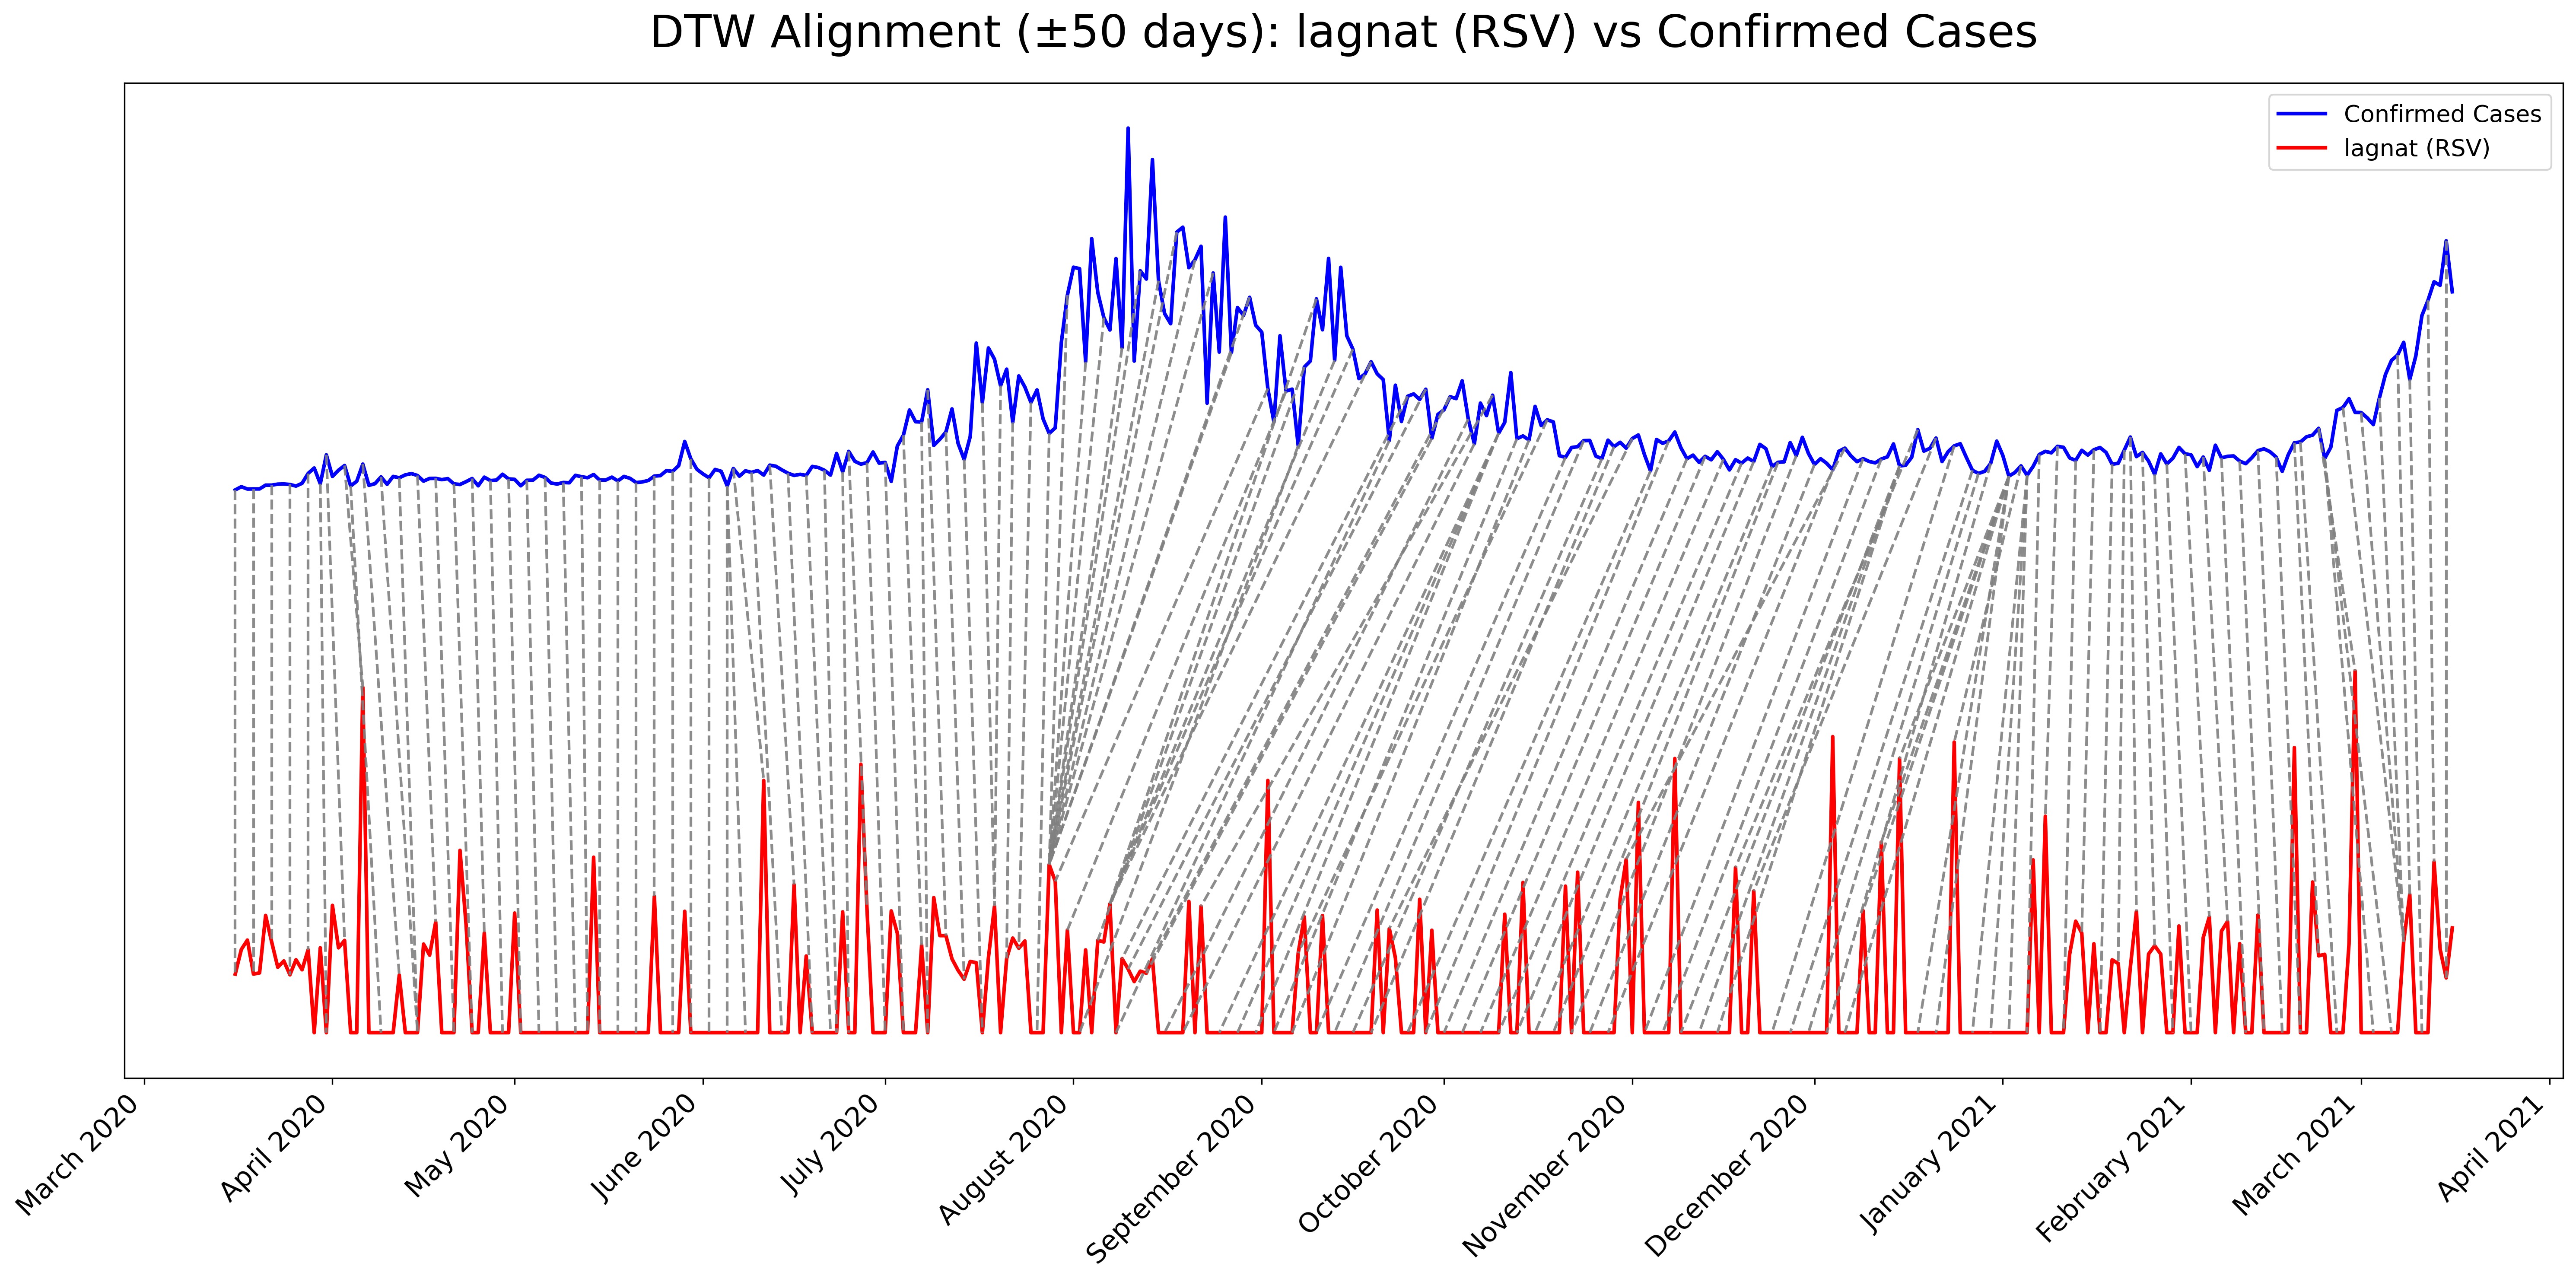 DTW Alignment (±50 days): lagnat (RSV) vs Confirmed Cases
Confirmed Cases
lagnat (RSV)
March 2020
April 2020
May 2020
June 2020
July 2020
August 2020
September 2020
October 2020
November 2020
December 2020
January 2021
February 2021
March 2021
April 2021